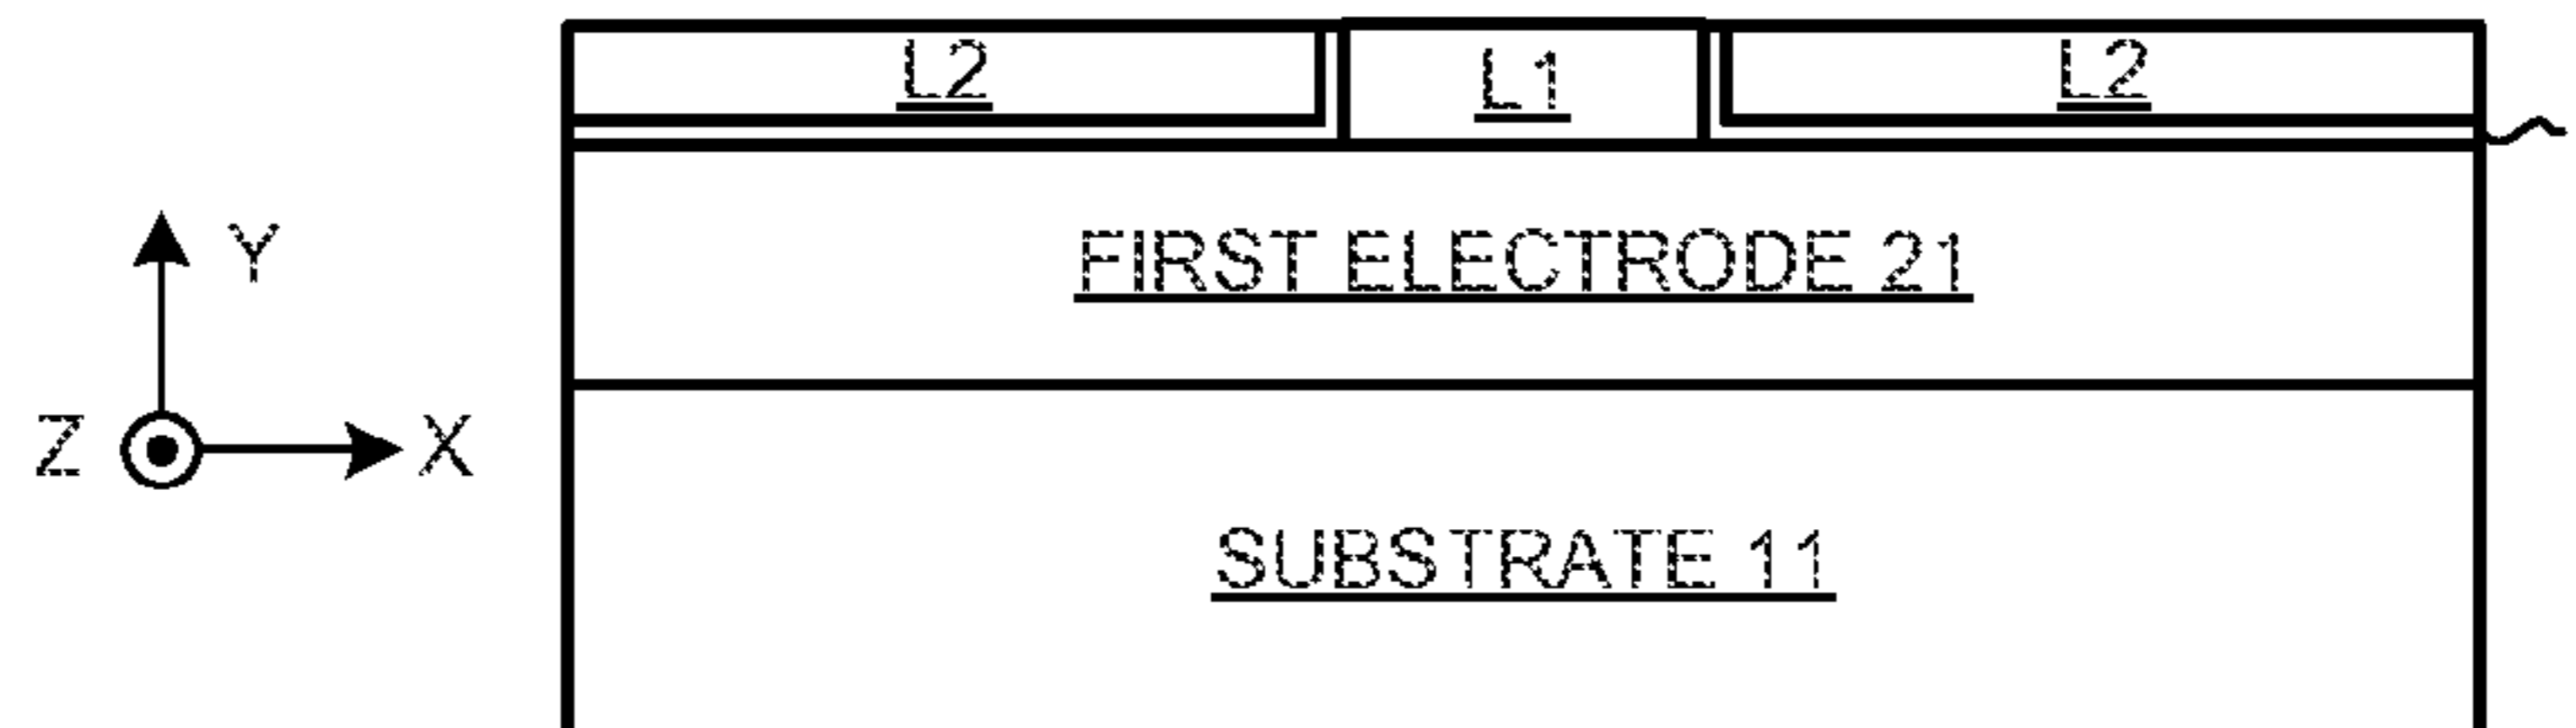 L2 L1 L2
Y
FIRST ELECTRODE 21
Z X
SUBSTRATE 11